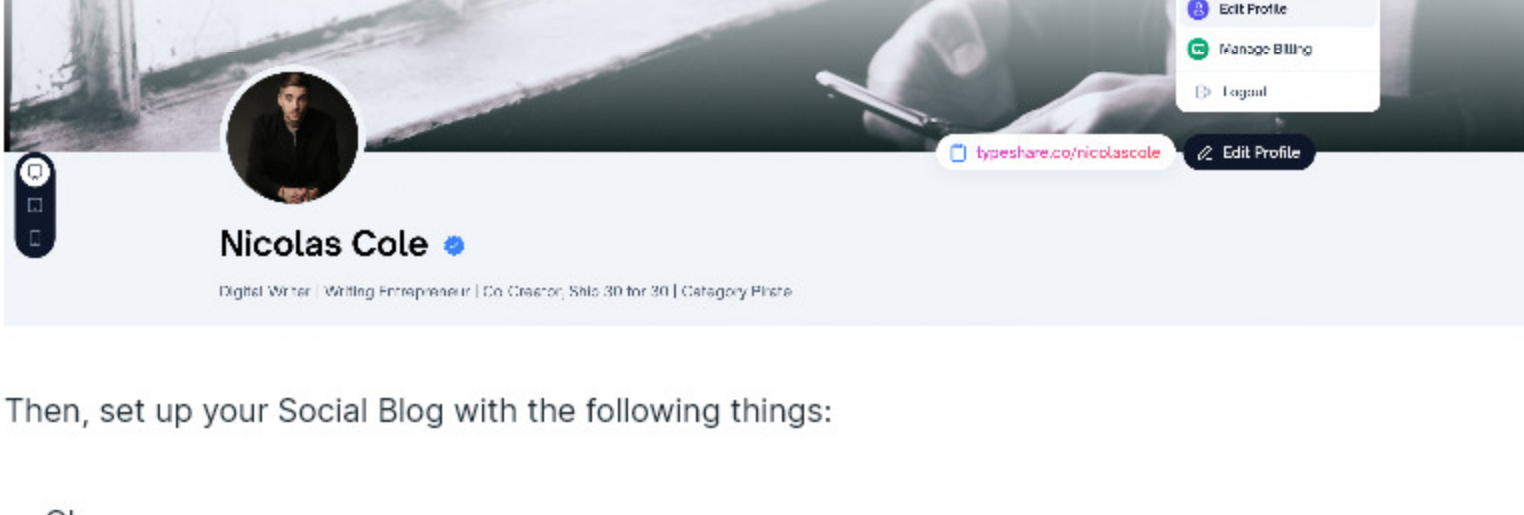 Edit Profile
Manage Billing
Logout
typeshare.co/nicolascole
Edit Profile
Nicolas Cole
Digital Writer | Writing Entrepreneur | Co-Creator, Ship 30 for 30 | Category Pirate
Then, set up your Social Blog with the following things: